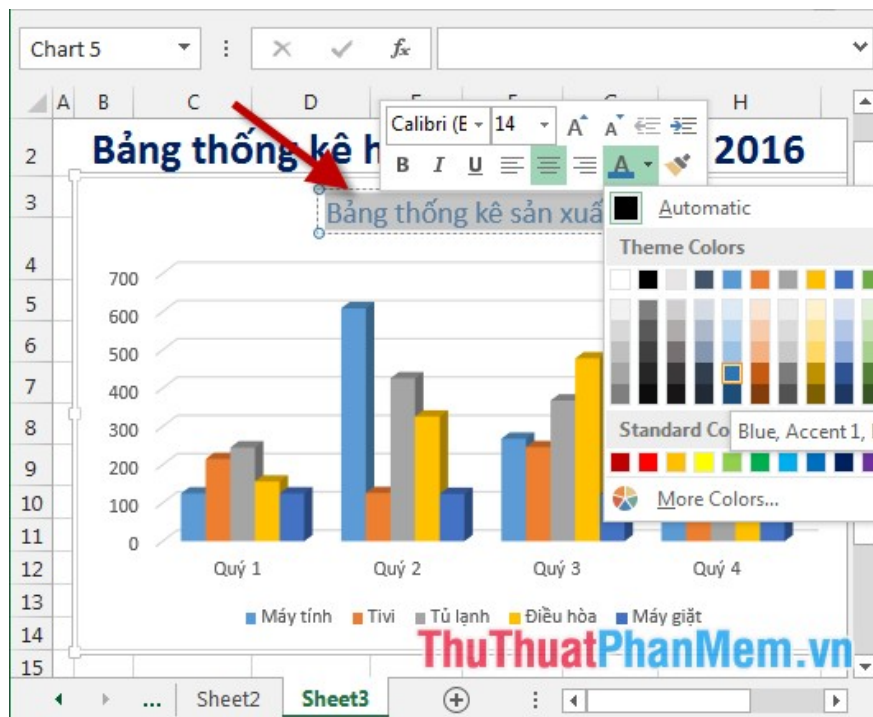 Chart 5
fx
A B C D H
2 Bảng thống kê h 2016
Calibri (E 14 A A
B I U A
3 Bảng thống kê sản xuấ
Automatic
Theme Colors
4
700
5
600
6
500
7
400
8
300
Standard Co
Blue, Accent 1,
9
200
10
100
More Colors...
11
0
12
Quý 1 Quý 2 Quý 3 Quý 4
13
Máy tính Tivi Tủ lạnh Điều hòa Máy giặt
14
ThuThuatPhanMem.vn
15
... Sheet2 Sheet3